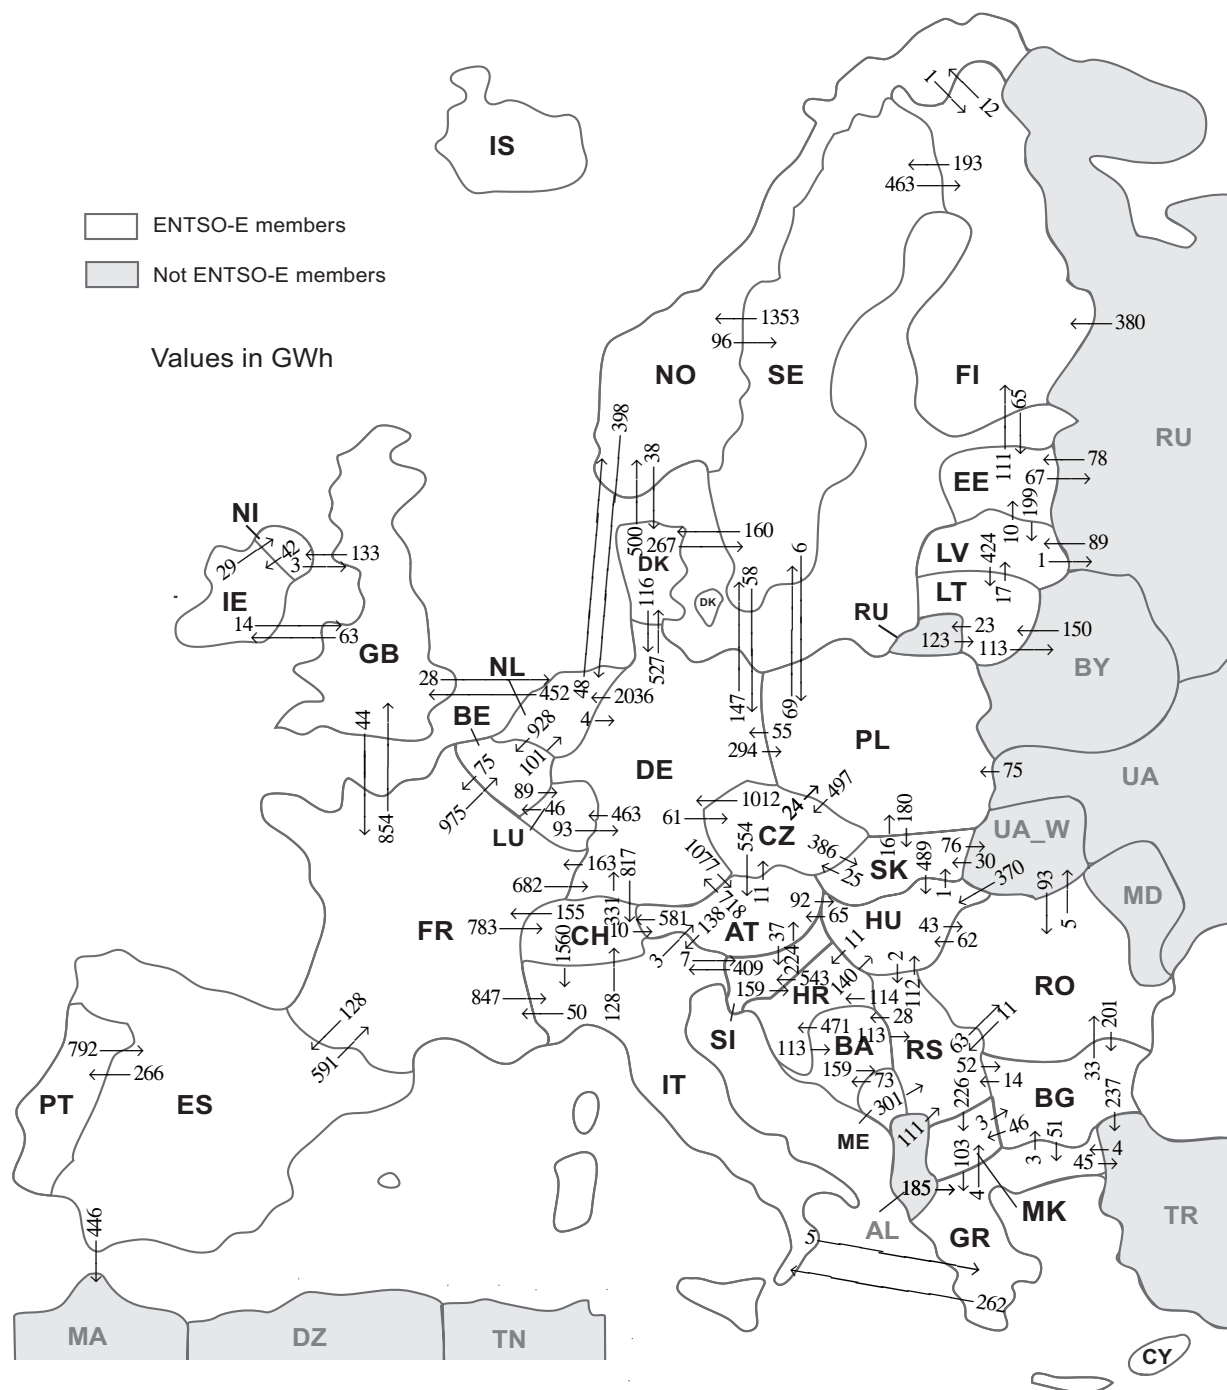 1
12
IS
193
463
ENTSO-E members
Not ENTSO-E members
1353
380
96
Values in GWh
NO
SE
FI
398
65
RU
38
111
78
EE
67
199
NI
500
160
10
42
133
267
6
LV
424
89
29
3
DK
58
1
IE
116
DK
LT
17
RU
14
63
23
150
123
113
GB
NL
BY
28
452
48
2036
527
147
69
BE
44
928
4
55
PL
294
DE
75
101
75
UA
89
1012
24
497
975
46
463
61
UA_W
854
LU
93
CZ
16
180
554
386
76
163
817
1077
SK
489
30
25
370
93
682
331
11
718
1
MD
92
5
155
581
138
65
HU
43
FR
783
CH
10
AT
37
11
62
1560
3
7
409
224
2
543
140
128
847
159
HR
114
112
RO
50
128
SI
471
28
11
63
201
792
113
BA
113
RS
591
159
52
33
266
IT
73
226
14
PT
ES
301
BG
237
3
46
51
ME
111
103
3
4
45
185
4
MK
446
AL
TR
5
GR
262
MA
DZ
TN
CY